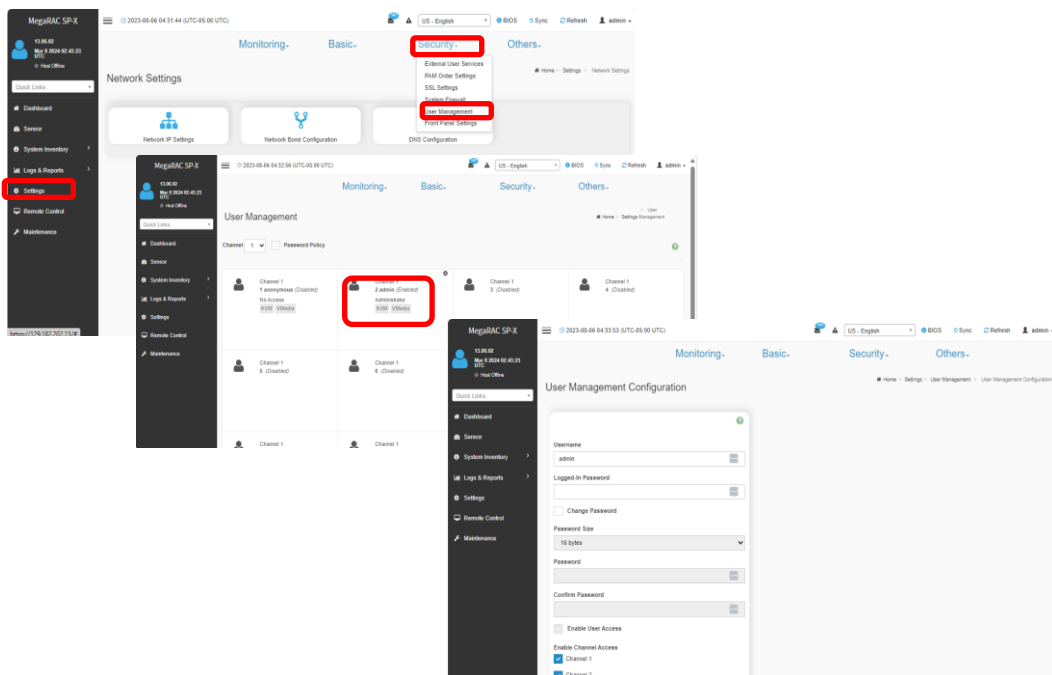 MegaRAC SP-X
2023-08-06 04:31:44 (UTC-05:00 UTC)
US - English
BIOS
Sync
Refresh
admin
13.06.02
Mar 8 2024 02:43:23
UTC
Host Offline
Quick Links..
Dashboard
Sensor
System Inventory
Logs & Reports
Settings
Remote Control
Maintenance
Monitoring
Basic
Security
Others
External User Services
PAM Order Settings
SSL Settings
System Firewall
User Management
Front Panel Settings
Home > Settings > Network Settings
Network Settings
Network IP Settings
Network Bond Configuration
DNS Configuration
https://129.182.202.13/#
MegaRAC SP-X
2023-08-06 04:32:56 (UTC-05:00 UTC)
US - English
BIOS
Sync
Refresh
admin
13.06.02
Mar 8 2024 02:43:23
UTC
Host Offline
Quick Links..
Dashboard
Sensor
System Inventory
Logs & Reports
Settings
Remote Control
Maintenance
Monitoring
Basic
Security
Others
User Management
Home > Settings > User Management
Channel 1
Password Policy
Channel 1
1 anonymous (Disabled)
No Access
KVM VMedia
Channel 1
2 admin (Enabled)
Administrator
KVM VMedia
Channel 1
3 (Disabled)
Channel 1
4 (Disabled)
Channel 1
5 (Disabled)
Channel 1
6 (Disabled)
Channel 1
Channel 1
MegaRAC SP-X
2023-08-06 04:33:53 (UTC-05:00 UTC)
US - English
BIOS
Sync
Refresh
admin
13.06.02
Mar 8 2024 02:43:23
UTC
Host Offline
Quick Links..
Dashboard
Sensor
System Inventory
Logs & Reports
Settings
Remote Control
Maintenance
Monitoring
Basic
Security
Others
User Management Configuration
Home > Settings > User Management > User Management Configuration
Username
admin
Logged-In Password
Change Password
Password Size
16 bytes
Password
Confirm Password
Enable User Access
Enable Channel Access
Channel 1
Channel 2